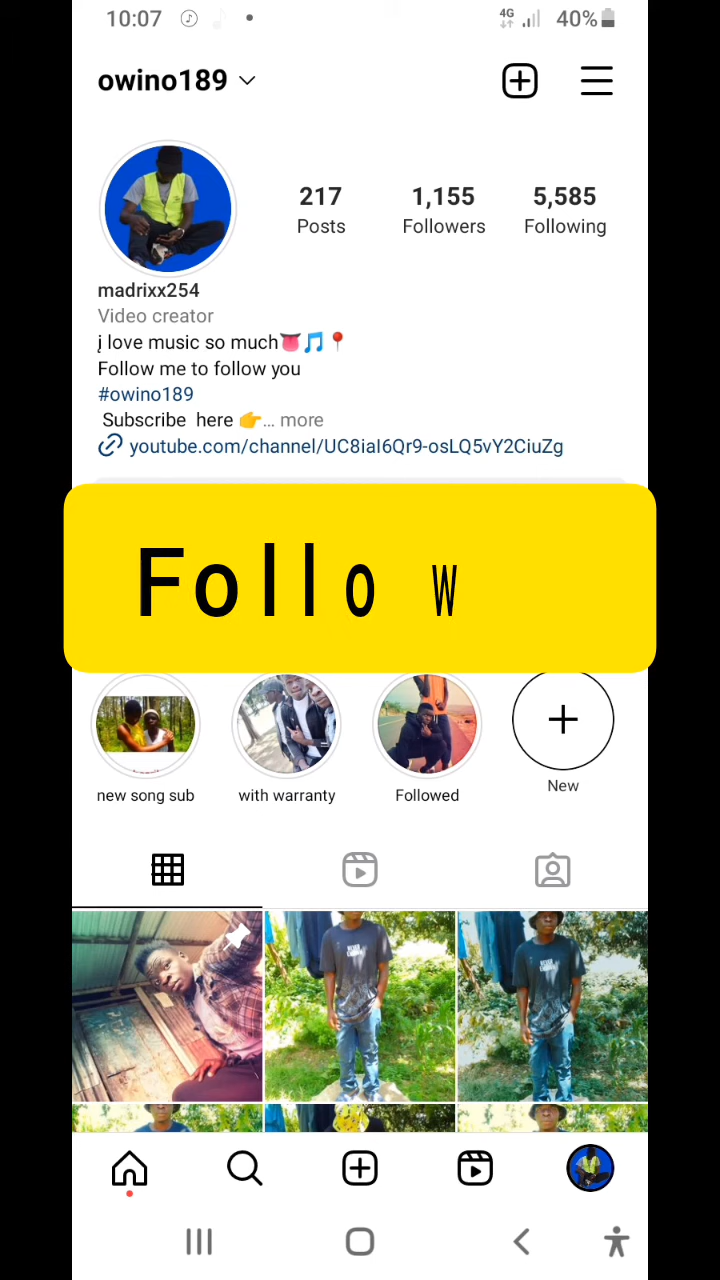 10:07
4G
40%
owino189
217
1,155
5,585
Posts
Followers
Following
madrixx254
Video creator
į love music so much👅🎵📍
Follow me to follow you
#owino189
Subscribe here 👉... more
youtube.com/channel/UC8iaI6Qr9-osLQ5vY2CiuZg
Follow
new song sub
with warranty
Followed
New